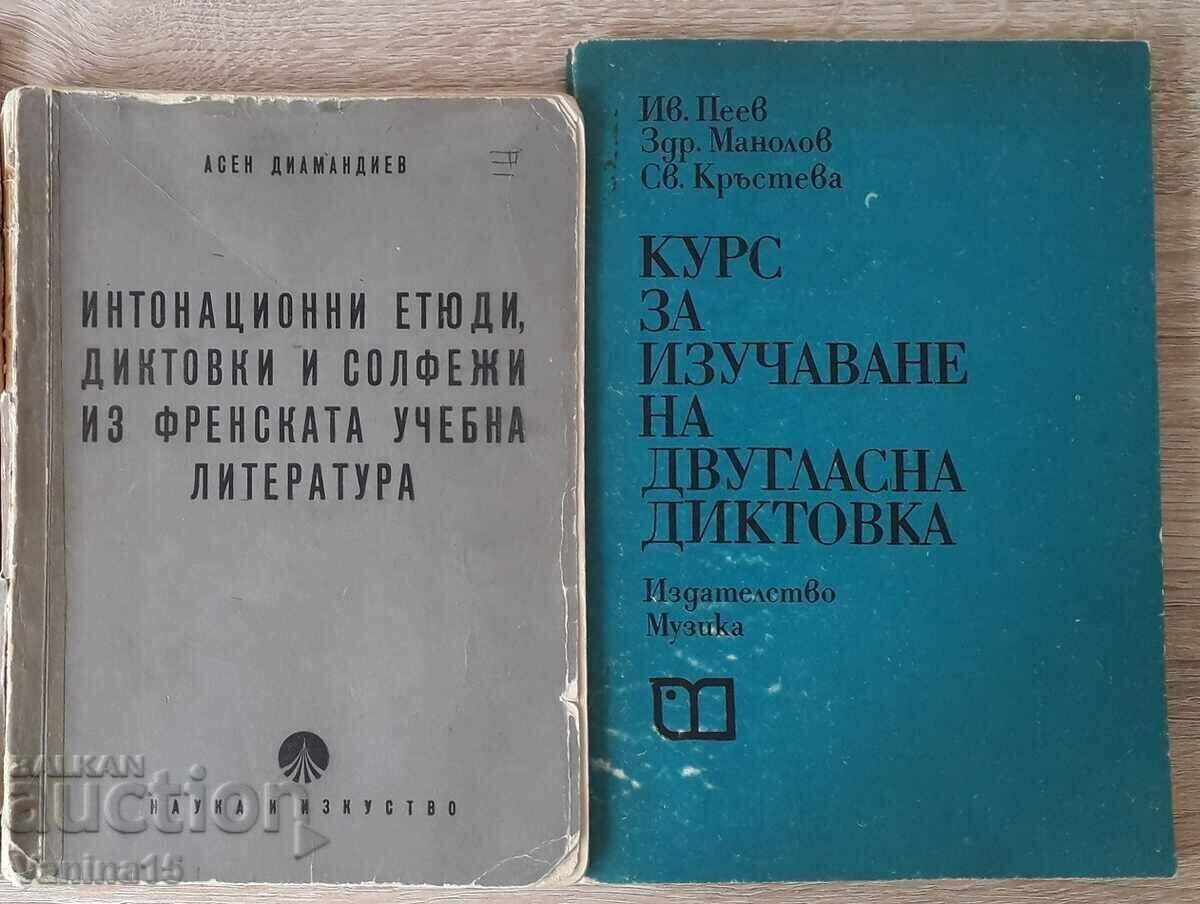 АСЕН ДИАМАНДИЕВ
ИНТОНАЦИОННИ ЕТЮДИ,
ДИКТОВКИ И СОЛФЕЖИ
ИЗ ФРЕНСКАТА УЧЕБНА
ЛИТЕРАТУРА
НАУКА И ИЗКУСТВО
Ив. Пеев
Здр. Манолов
Св. Кръстева
КУРС
ЗА
ИЗУЧАВАНЕ
НА
ДВУГЛАСНА
ДИКТОВКА
Издателство
Музика
BALKAN
auction
Vanina15